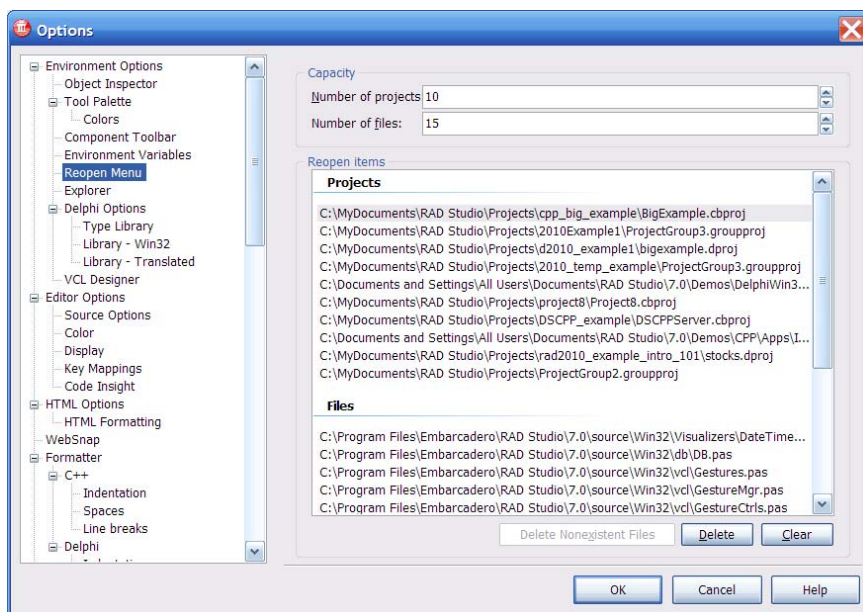 Options
Environment Options
Object Inspector
Tool Palette
Colors
Component Toolbar
Environment Variables
Reopen Menu
Explorer
Delphi Options
Type Library
Library - Win32
Library - Translated
VCL Designer
Editor Options
Source Options
Color
Display
Key Mappings
Code Insight
HTML Options
HTML Formatting
WebSnap
Formatter
C++
Indentation
Spaces
Line breaks
Delphi
Capacity
Number of projects 10
Number of files: 15
Reopen items
Projects
C:\MyDocuments\RAD Studio\Projects\cpp_big_example\BigExample.cbproj
C:\MyDocuments\RAD Studio\Projects\2010Example1\ProjectGroup3.groupproj
C:\MyDocuments\RAD Studio\Projects\d2010_example1\bigexample.dproj
C:\MyDocuments\RAD Studio\Projects\2010_temp_example\ProjectGroup3.groupproj
C:\Documents and Settings\All Users\Documents\RAD Studio\7.0\Demos\DelphiWin3...
C:\MyDocuments\RAD Studio\Projects\project8\Project8.cbproj
C:\MyDocuments\RAD Studio\Projects\DSCPP_example\DSCPPServer.cbproj
C:\Documents and Settings\All Users\Documents\RAD Studio\7.0\Demos\CPP\Apps\I...
C:\MyDocuments\RAD Studio\Projects\rad2010_example_intro_101\stocks.dproj
C:\MyDocuments\RAD Studio\Projects\ProjectGroup2.groupproj
Files
C:\Program Files\Embarcadero\RAD Studio\7.0\source\Win32\Visualizers\DateTime...
C:\Program Files\Embarcadero\RAD Studio\7.0\source\Win32\db\DB.pas
C:\Program Files\Embarcadero\RAD Studio\7.0\source\Win32\vcl\Gestures.pas
C:\Program Files\Embarcadero\RAD Studio\7.0\source\Win32\vcl\GestureMgr.pas
C:\Program Files\Embarcadero\RAD Studio\7.0\source\Win32\vcl\GestureCtrls.pas
Delete Nonexistent Files Delete Clear
OK Cancel Help